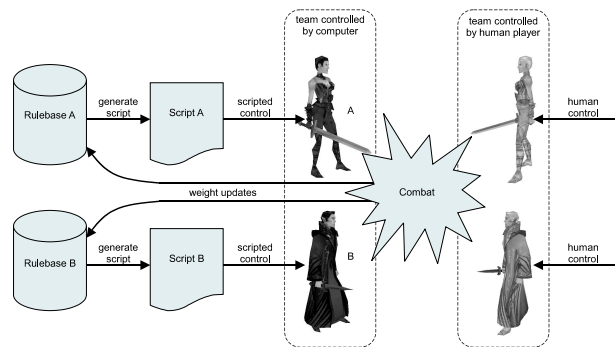 team controlled
by computer
team controlled
by human player
Rulebase A
generate
script
Script A
scripted
control
A
human
control
Combat
weight updates
Rulebase B
generate
script
Script B
scripted
control
B
human
control